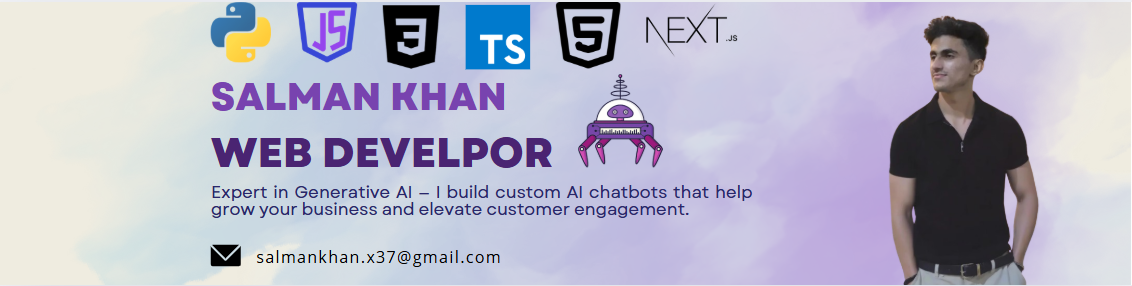 JS
3
TS
5
NEXT.JS
SALMAN KHAN
WEB DEVELPOR
Expert in Generative AI – I build custom AI chatbots that help
grow your business and elevate customer engagement.
salmankhan.x37@gmail.com